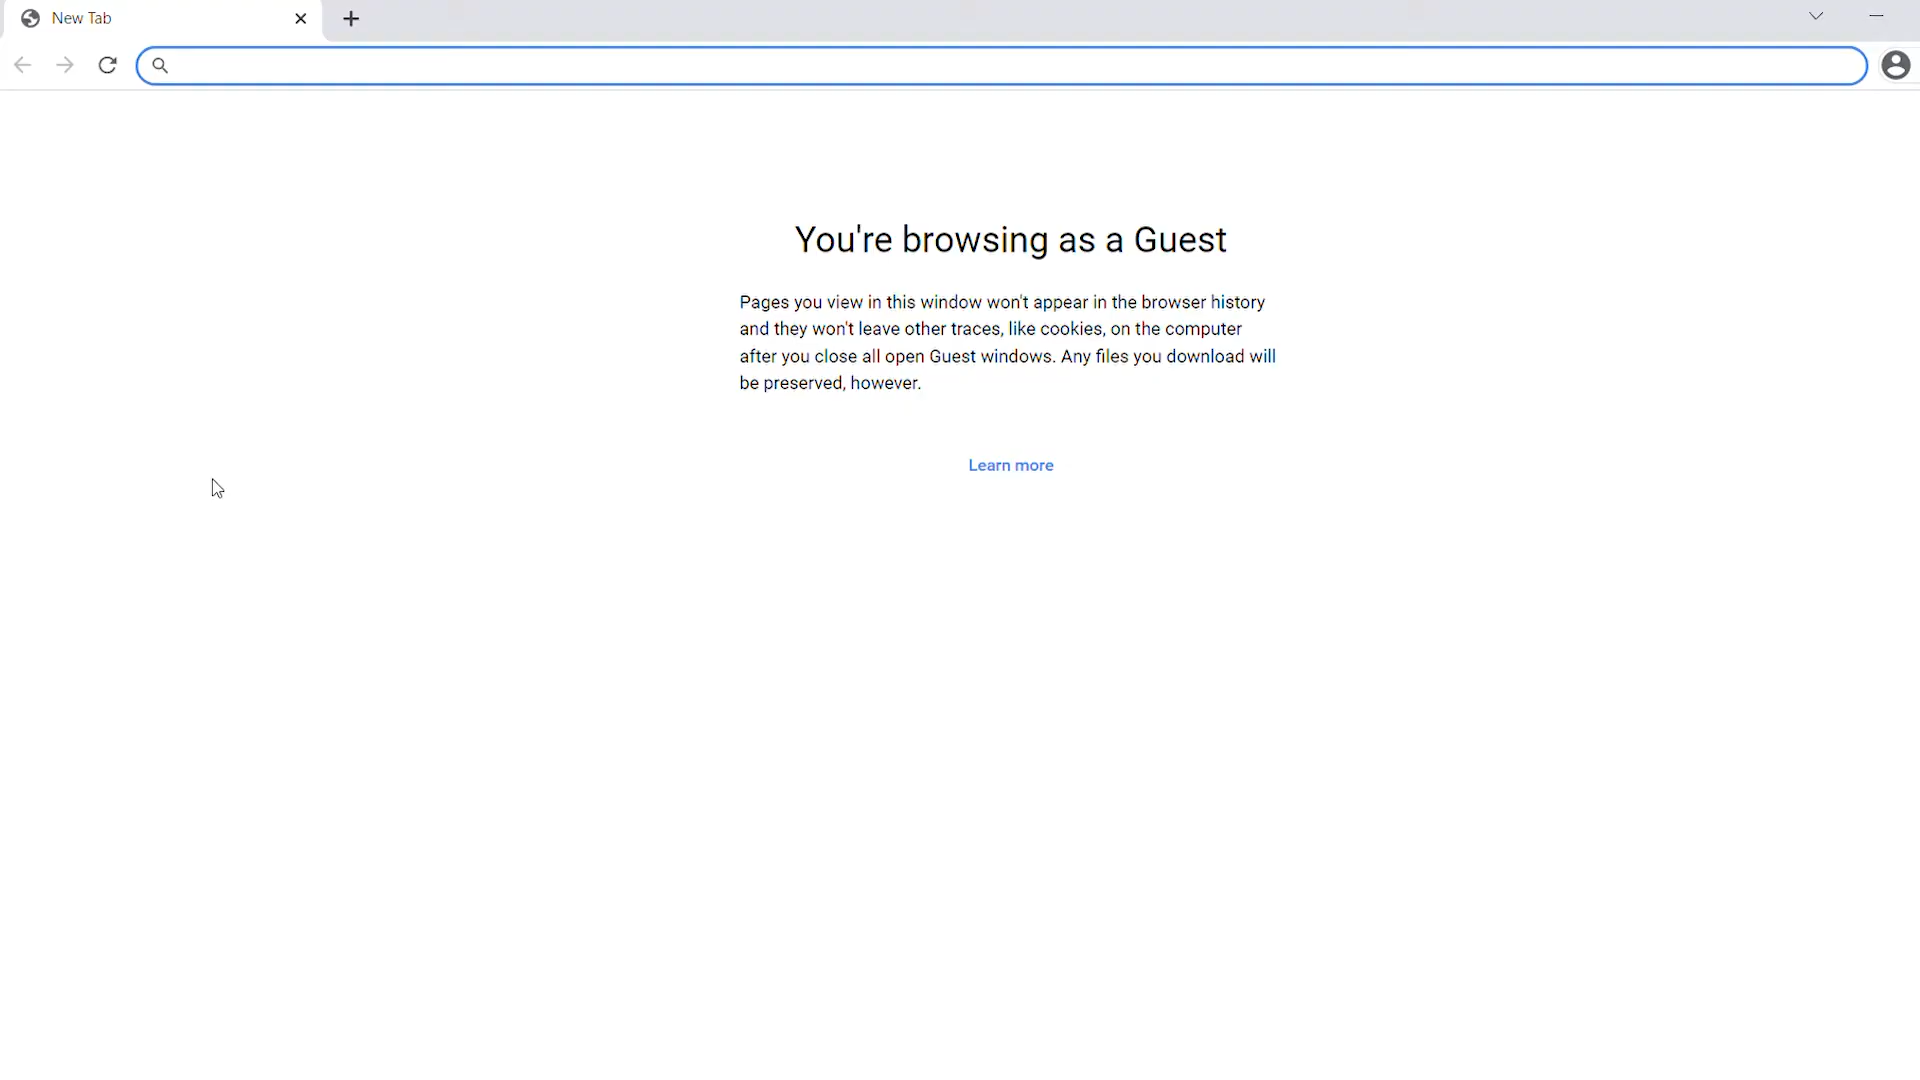 New Tab
You're browsing as a Guest
Pages you view in this window won't appear in the browser history
and they won't leave other traces, like cookies, on the computer
after you close all open Guest windows. Any files you download will
be preserved, however.
Learn more